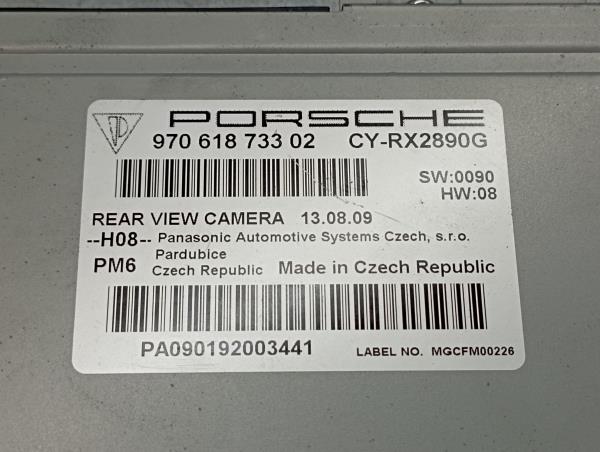 PORSCHE
970 618 733 02 CY-RX2890G
SW:0090
HW:08
REAR VIEW CAMERA 13.08.09
--H08-- Panasonic Automotive Systems Czech, s.r.o.
Pardubice
PM6 Czech Republic Made in Czech Republic
PA090192003441 LABEL NO. MGCFM00226